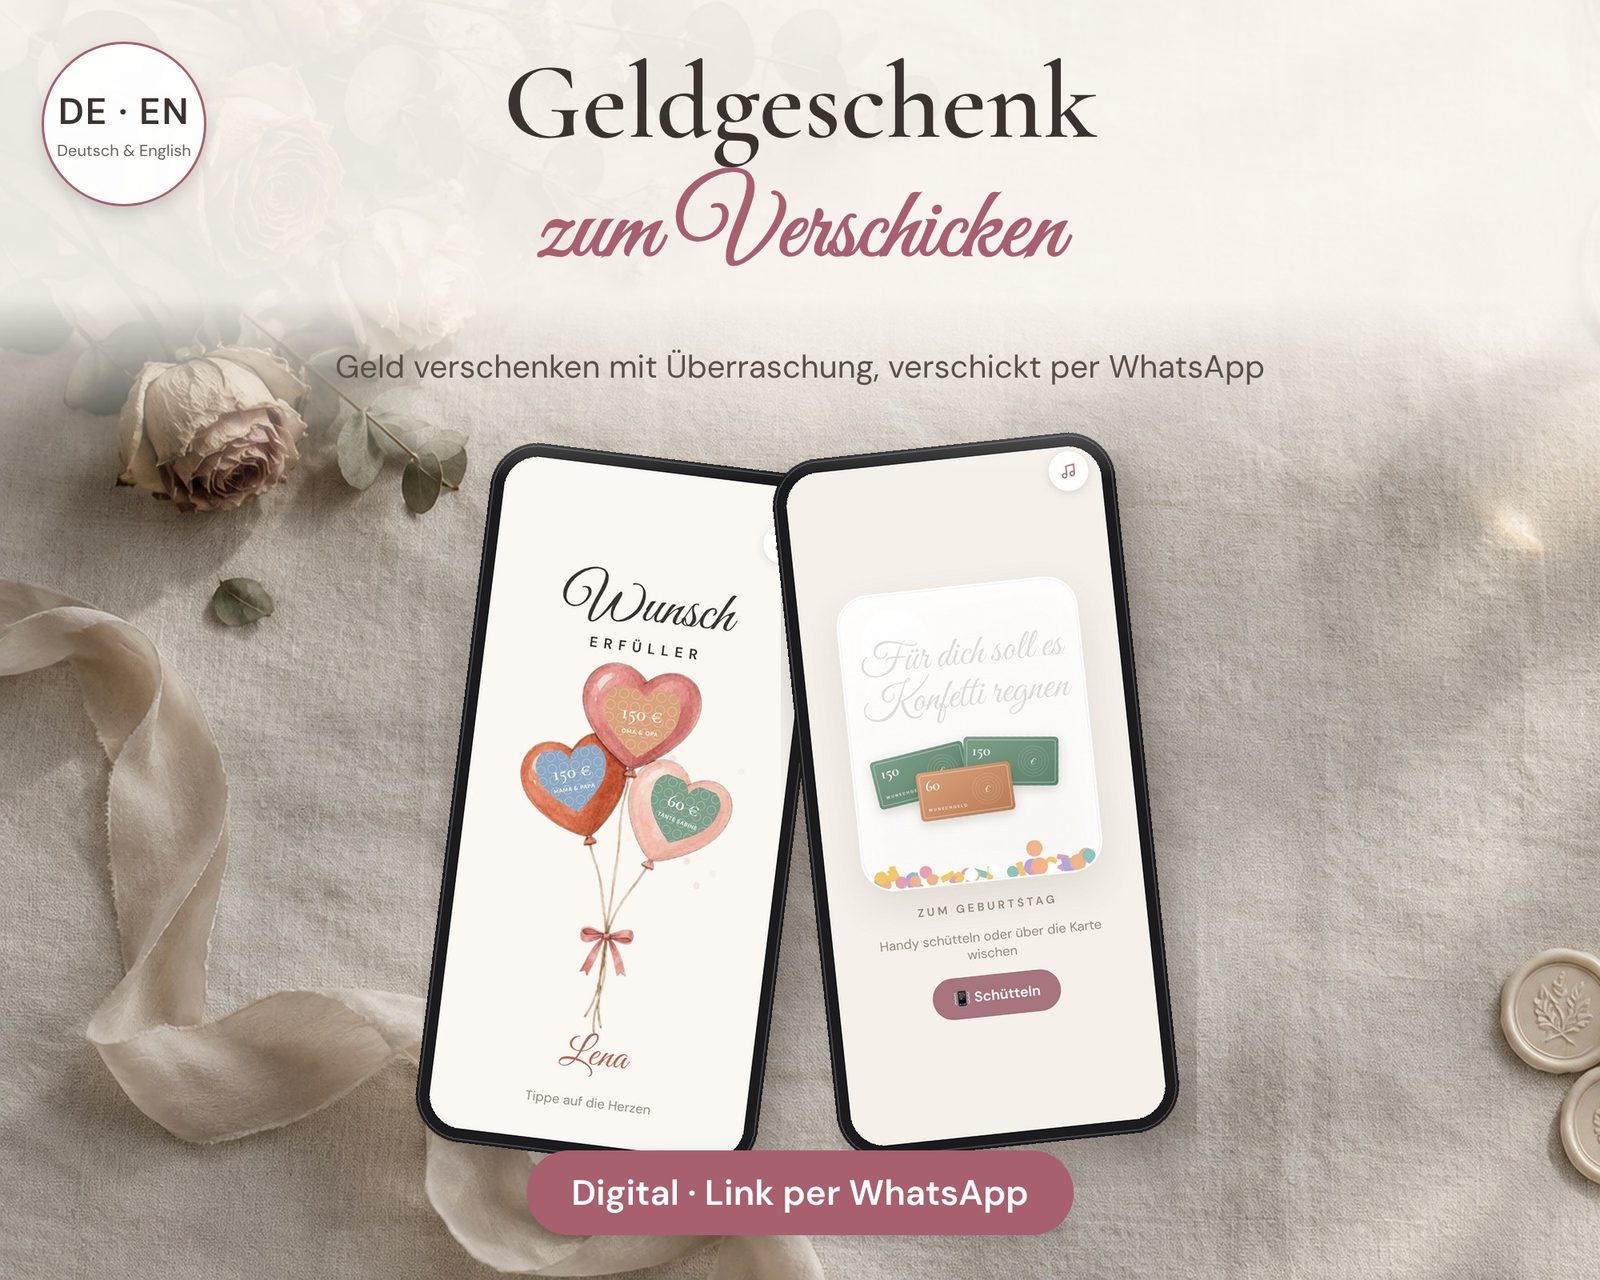 DE · EN
Deutsch & English
Geldgeschenk
zum Verschicken
Geld verschenken mit Überraschung, verschickt per WhatsApp
Wunsch
ERFÜLLER
150 €
OMA & OPA
150 €
MAMA & PAPA
60 €
TANTE SABINE
Lena
Tippe auf die Herzen
Für dich soll es
Konfetti regnen
150
€
150
€
60
€
WUNSCHGELD
ZUM GEBURTSTAG
Handy schütteln oder über die Karte
wischen
Schütteln
Digital · Link per WhatsApp